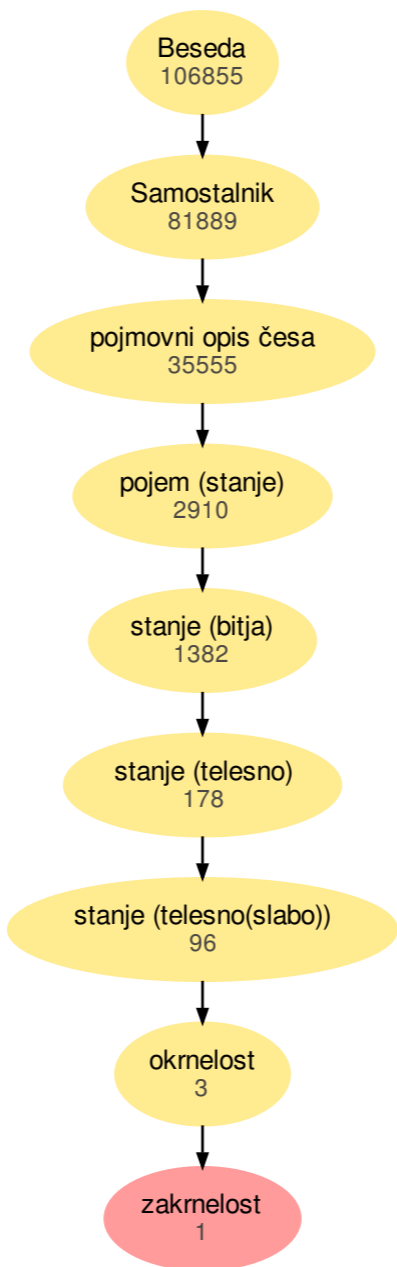 Beseda
106855
Samostalnik
81889
pojmovni opis česa
35555
pojem (stanje)
2910
stanje (bitja)
1382
stanje (telesno)
178
stanje (telesno(slabo))
96
okrnelost
3
zakrnelost
1